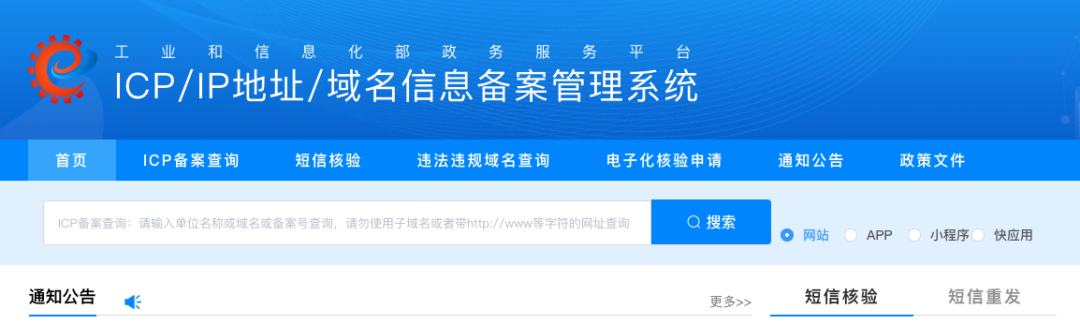 工业和信息化部政务服务平台
ICP/IP地址/域名信息备案管理系统
首页 ICP备案查询 短信核验 违法违规域名查询 电子化核验申请 通知公告 政策文件
ICP备案查询：请输入单位名称或域名或备案号查询，请勿使用子域名或者带http://www等字符的网址查询 搜索 网站 APP 小程序 快应用
通知公告 更多>> 短信核验 短信重发